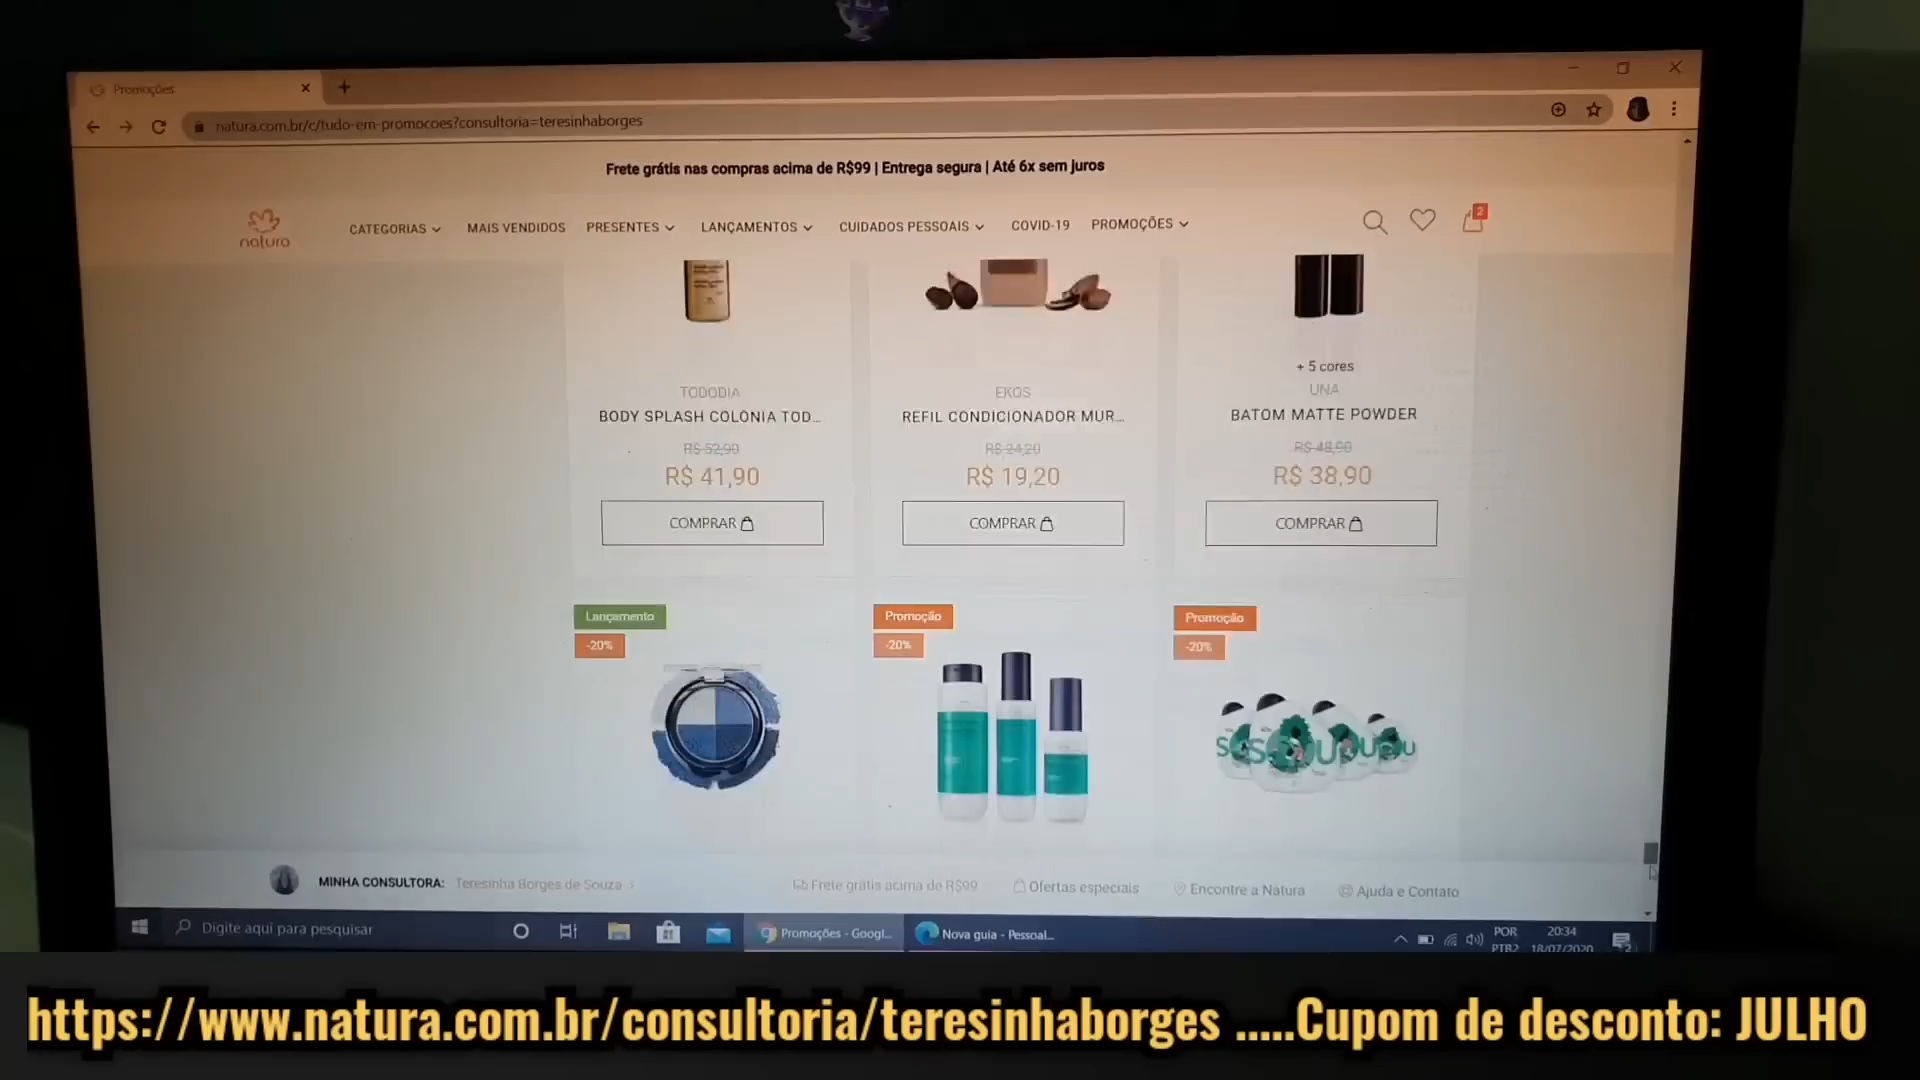 Promoções
natura.com.br/c/tudo-em-promocoes?consultoria=teresinhaborges
Frete grátis nas compras acima de R$99 | Entrega segura | Até 6x sem juros
natura
CATEGORIAS
MAIS VENDIDOS
PRESENTES
LANÇAMENTOS
CUIDADOS PESSOAIS
COVID-19
PROMOÇÕES
2
+ 5 cores
TODODIA
EKOS
UNA
BODY SPLASH COLÔNIA TOD...
REFIL CONDICIONADOR MUR...
BATOM MATTE POWDER
R$ 52,90
R$ 24,20
R$ 48,90
R$ 41,90
R$ 19,20
R$ 38,90
COMPRAR
COMPRAR
COMPRAR
Lançamento
-20%
Promoção
-20%
Promoção
-20%
MINHA CONSULTORA: Teresinha Borges de Souza
Frete grátis acima de R$99
Ofertas especiais
Encontre a Natura
Ajuda e Contato
Digite aqui para pesquisar
Promoções - Googl...
Nova guia - Pessoal...
POR
PTB2
20:34
18/07/2020
https://www.natura.com.br/consultoria/teresinhaborges .....Cupom de desconto: JULHO